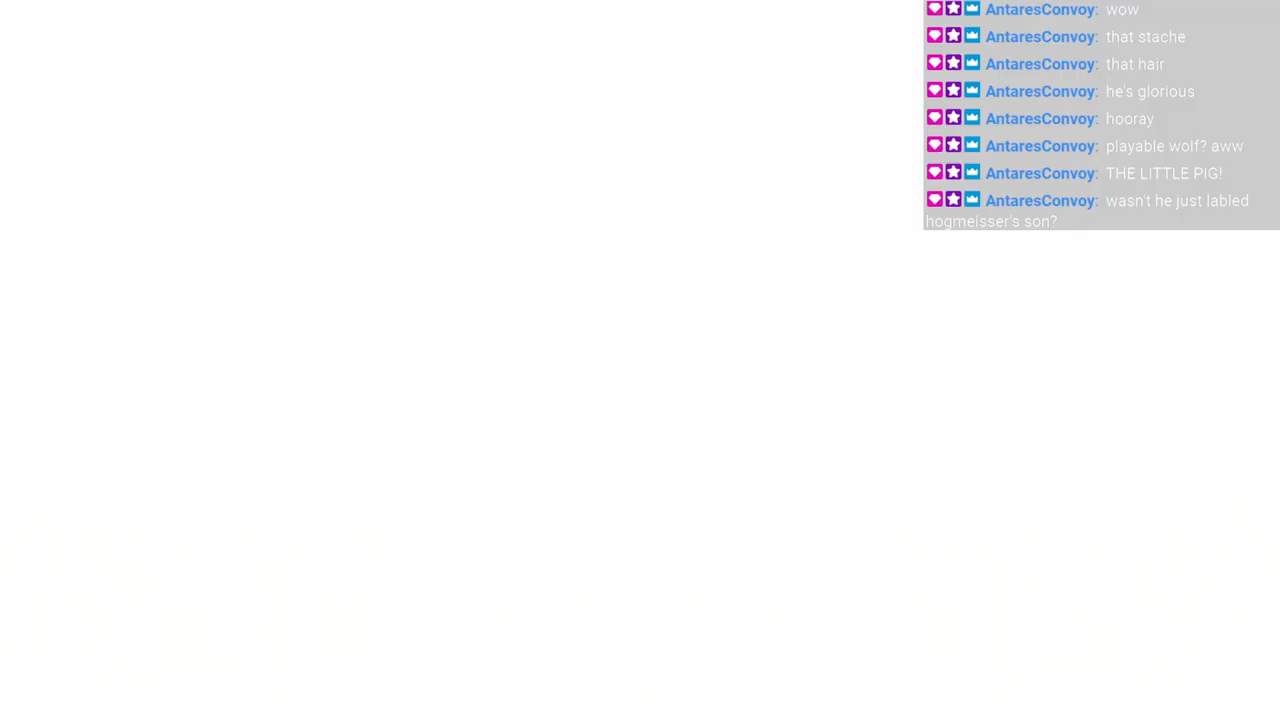 AntaresConvoy: wow
AntaresConvoy: that stache
AntaresConvoy: that hair
AntaresConvoy: he's glorious
AntaresConvoy: hooray
AntaresConvoy: playable wolf? aww
AntaresConvoy: THE LITTLE PIG!
AntaresConvoy: wasn't he just labled
hogmeisser's son?